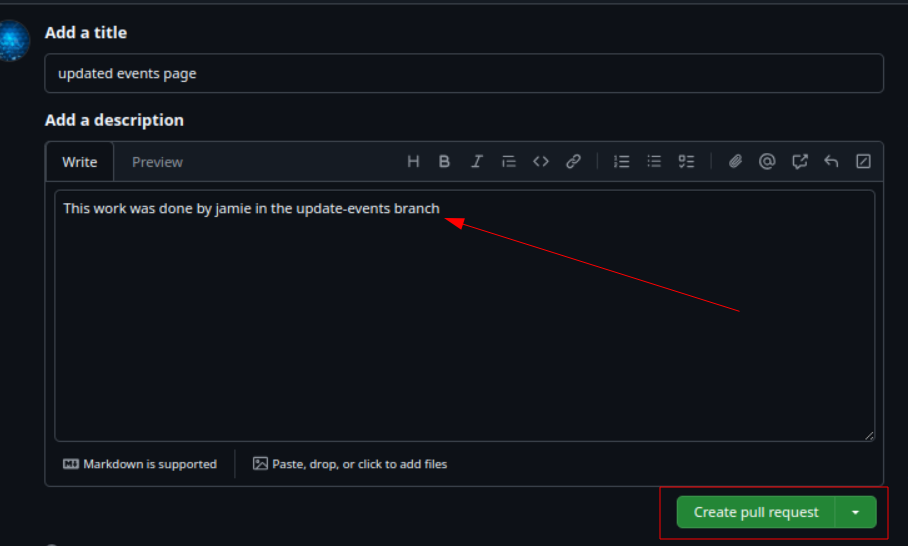 Add a title
updated events page
Add a description
Write Preview
This work was done by jamie in the update-events branch
Markdown is supported
Paste, drop, or click to add files
Create pull request